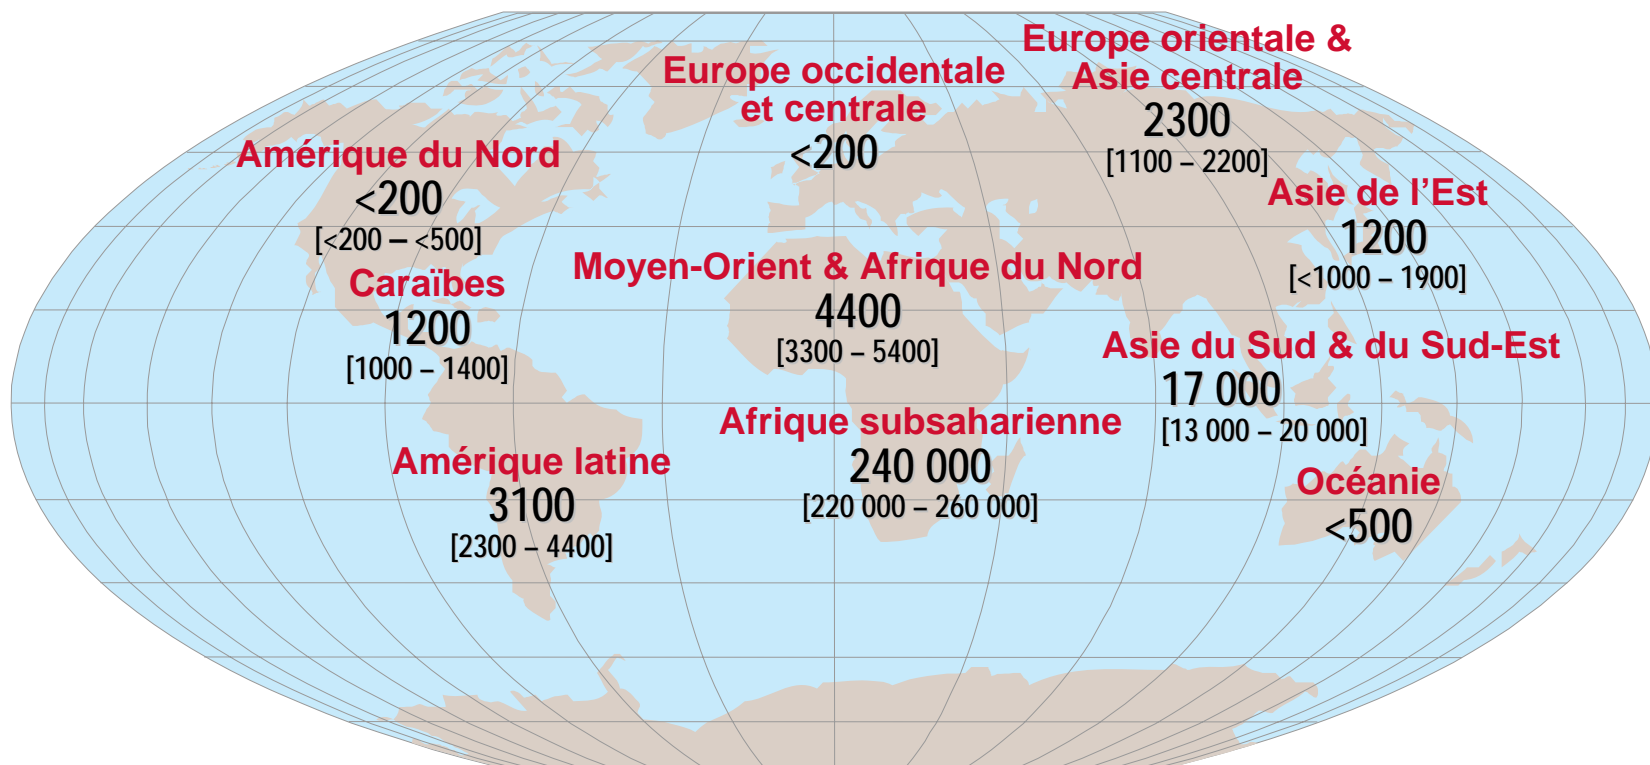 Europe orientale &
Asie centrale
2300
[1100 – 2200]
Europe occidentale
et centrale
<200
Amérique du Nord
<200
[<200 – <500]
Asie de l’Est
1200
[<1000 – 1900]
Moyen-Orient & Afrique du Nord
4400
[3300 – 5400]
Caraïbes
1200
[1000 – 1400]
Asie du Sud & du Sud-Est
17 000
[13 000 – 20 000]
Afrique subsaharienne
240 000
[220 000 – 260 000]
Amérique latine
3100
[2300 – 4400]
Océanie
<500